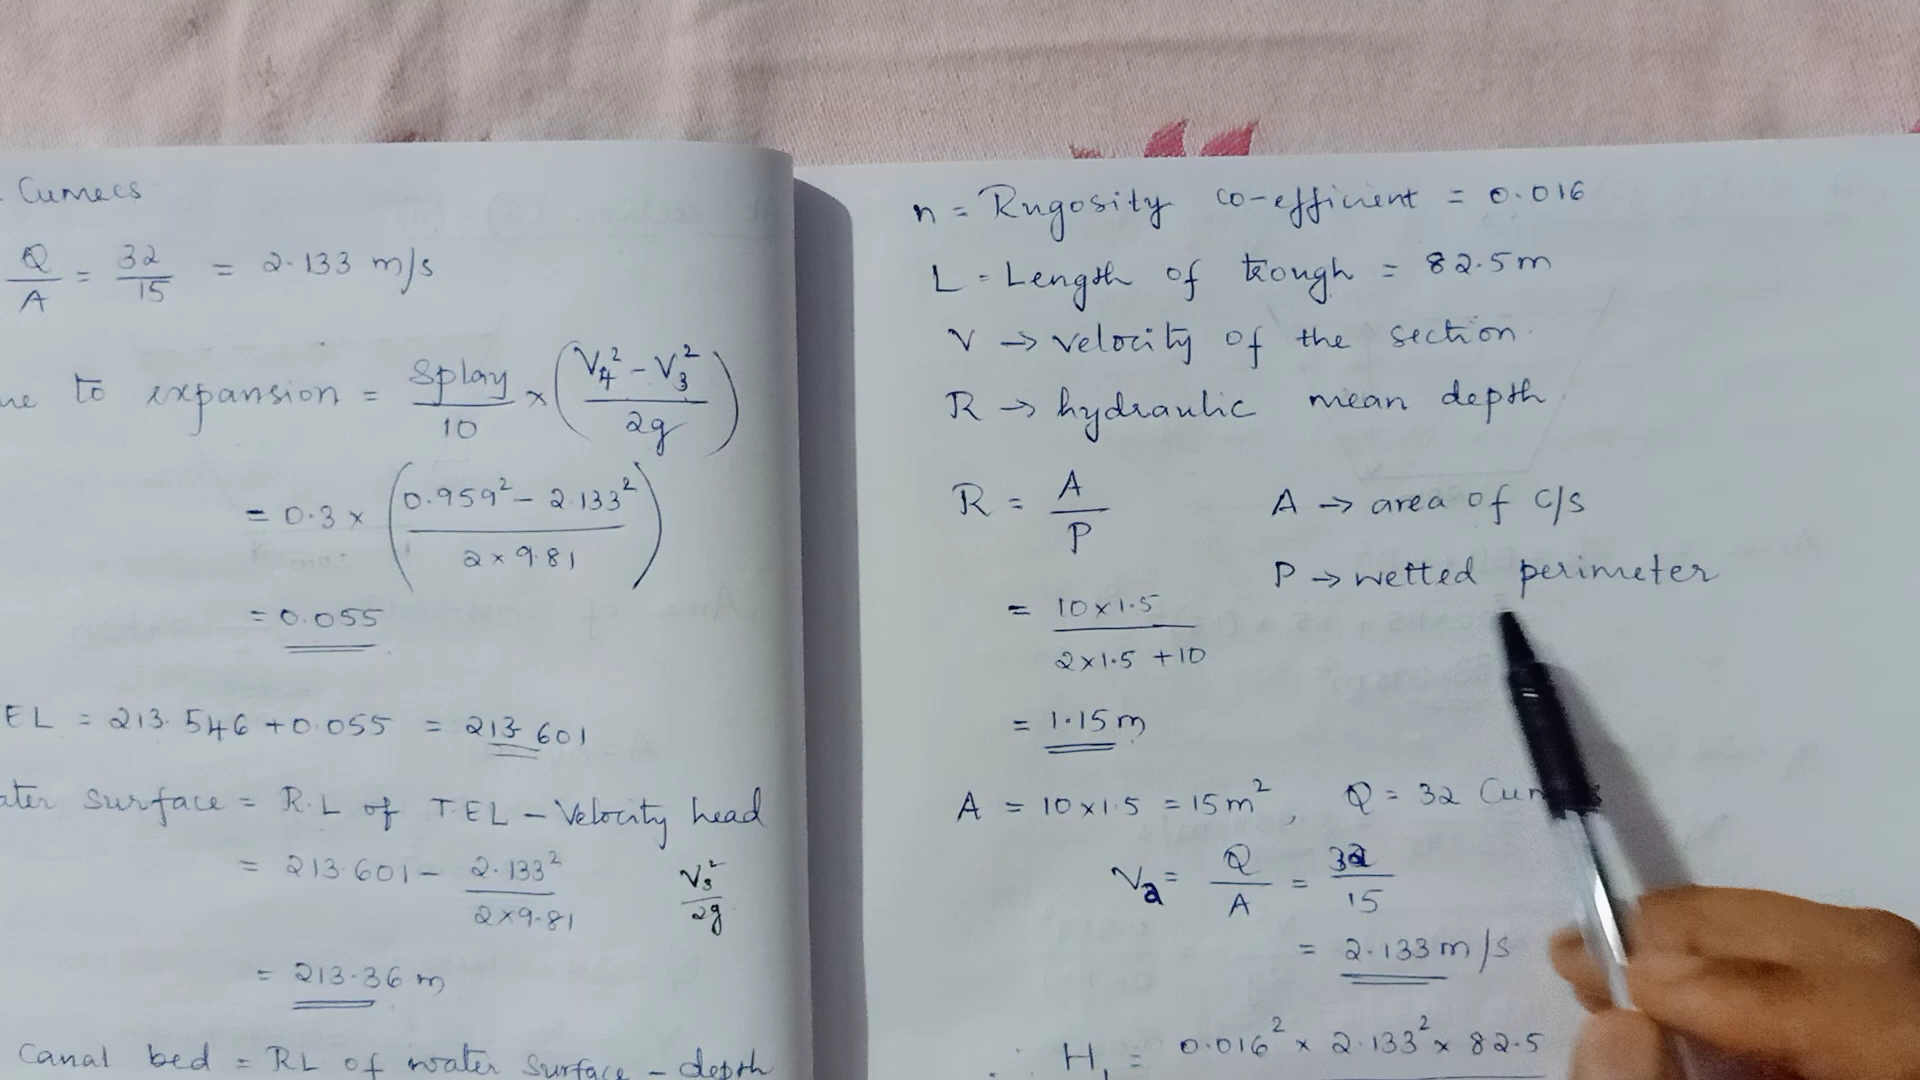 Cumecs
Q/A = 32/15 = 2.133 m/s
to expansion = Splay/10 × (V₄² - V₃² / 2g)
= 0.3 × (0.959² - 2.133² / 2 × 9.81)
= 0.055
EL = 213.546 + 0.055 = 213.601
surface = R.L of TEL - Velocity head
= 213.601 - 2.133² / 2×9.81
V₃²/2g
= 213.36 m
Canal bed = RL of water surface - depth
n = Rugosity co-efficient = 0.016
L = Length of trough = 82.5m
V → velocity of the section
R → hydraulic mean depth
R = A/P
A → area of c/s
P → wetted perimeter
= 10×1.5 / 2×1.5 + 10
= 1.15 m
A = 10×1.5 = 15m², Q = 32
V₂ = Q/A = 32/15
= 2.133 m/s
∴ H₁ = 0.016² × 2.133² × 82.5